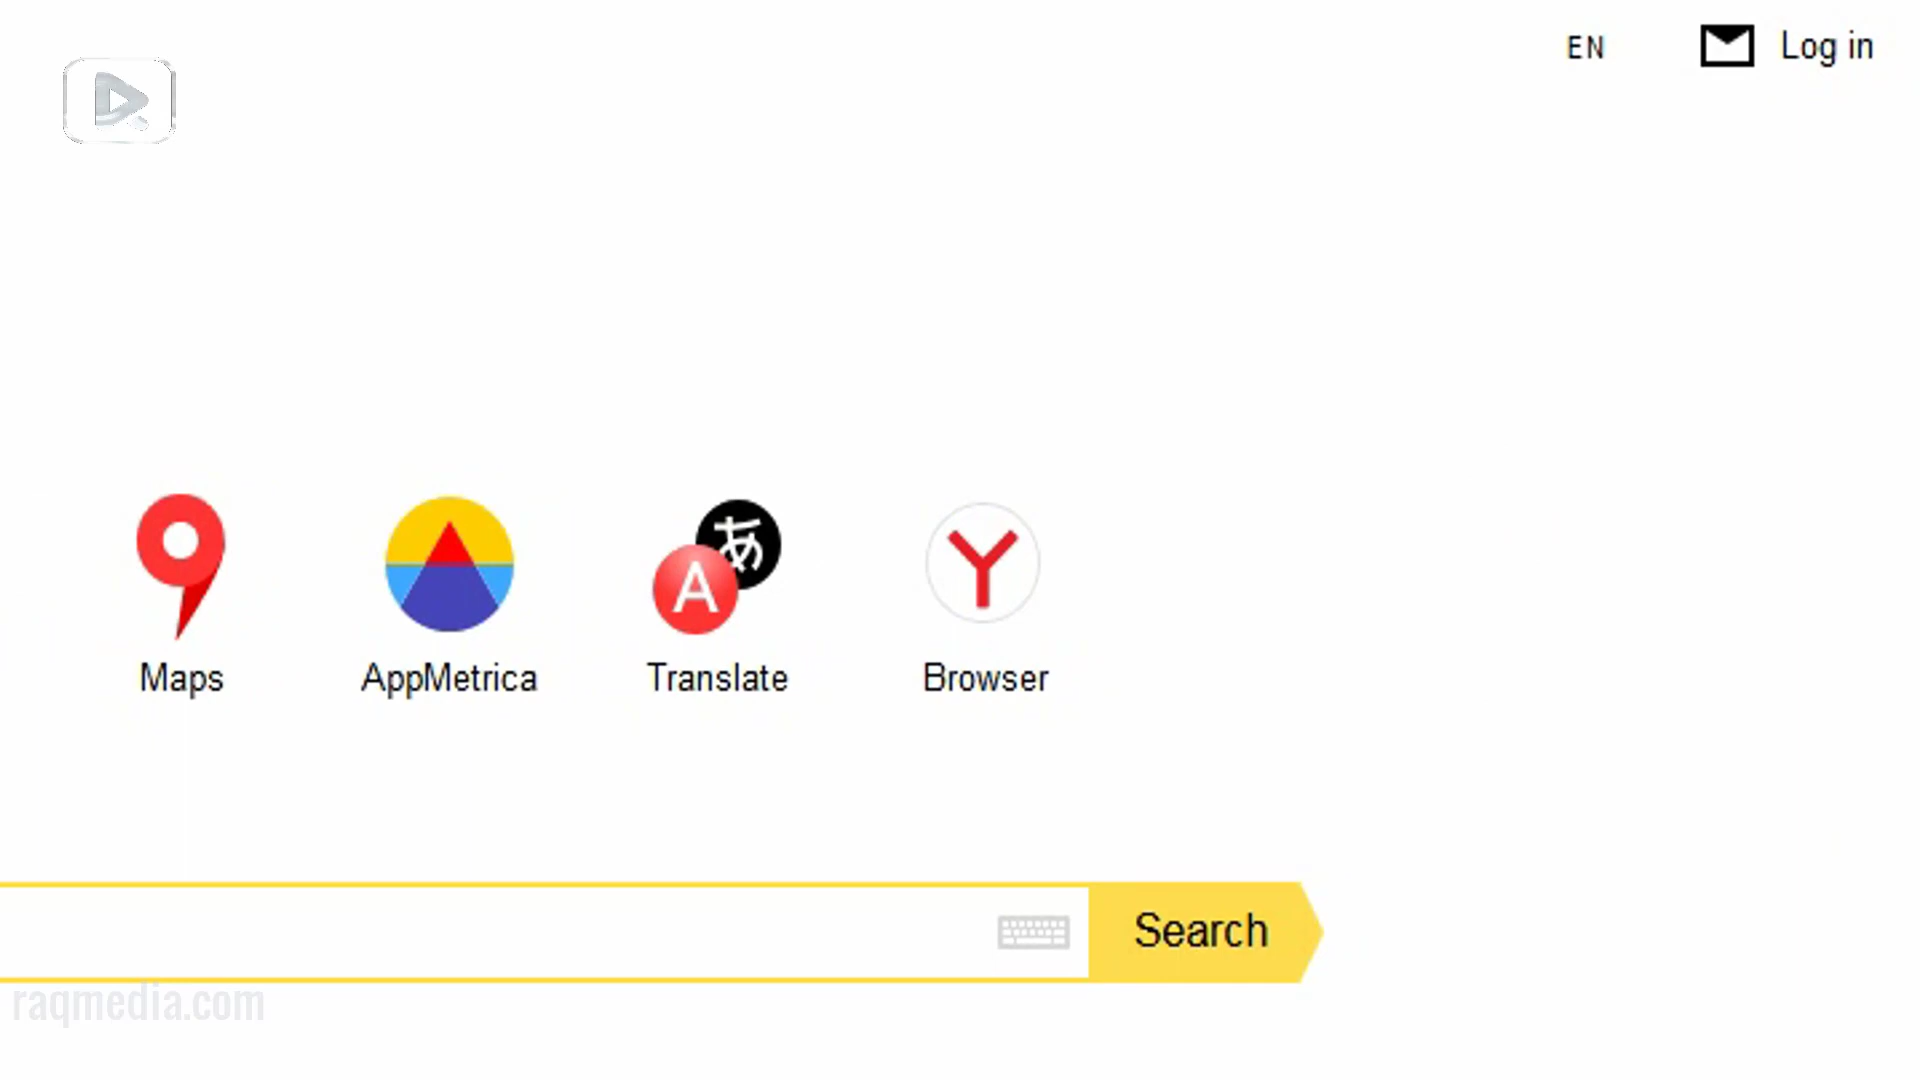 EN
Log in
あ
A
Y
Maps
AppMetrica
Translate
Browser
Search
raqmedia.com